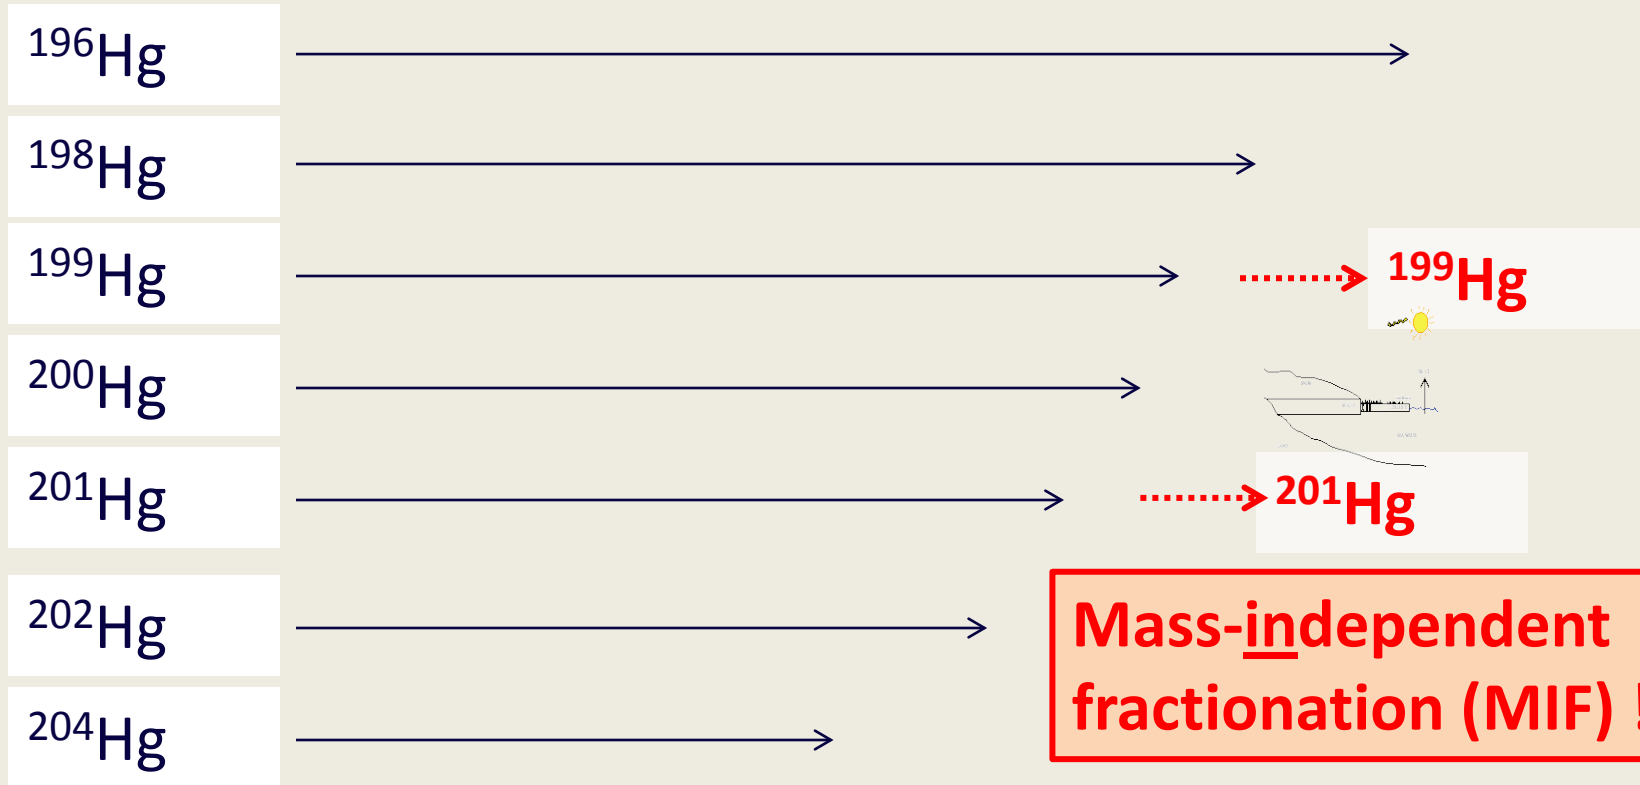 ¹⁹⁶Hg
¹⁹⁸Hg
¹⁹⁹Hg
¹⁹⁹Hg
²⁰⁰Hg
²⁰¹Hg
²⁰¹Hg
²⁰²Hg
²⁰⁴Hg
Mass-independent
fractionation (MIF) !